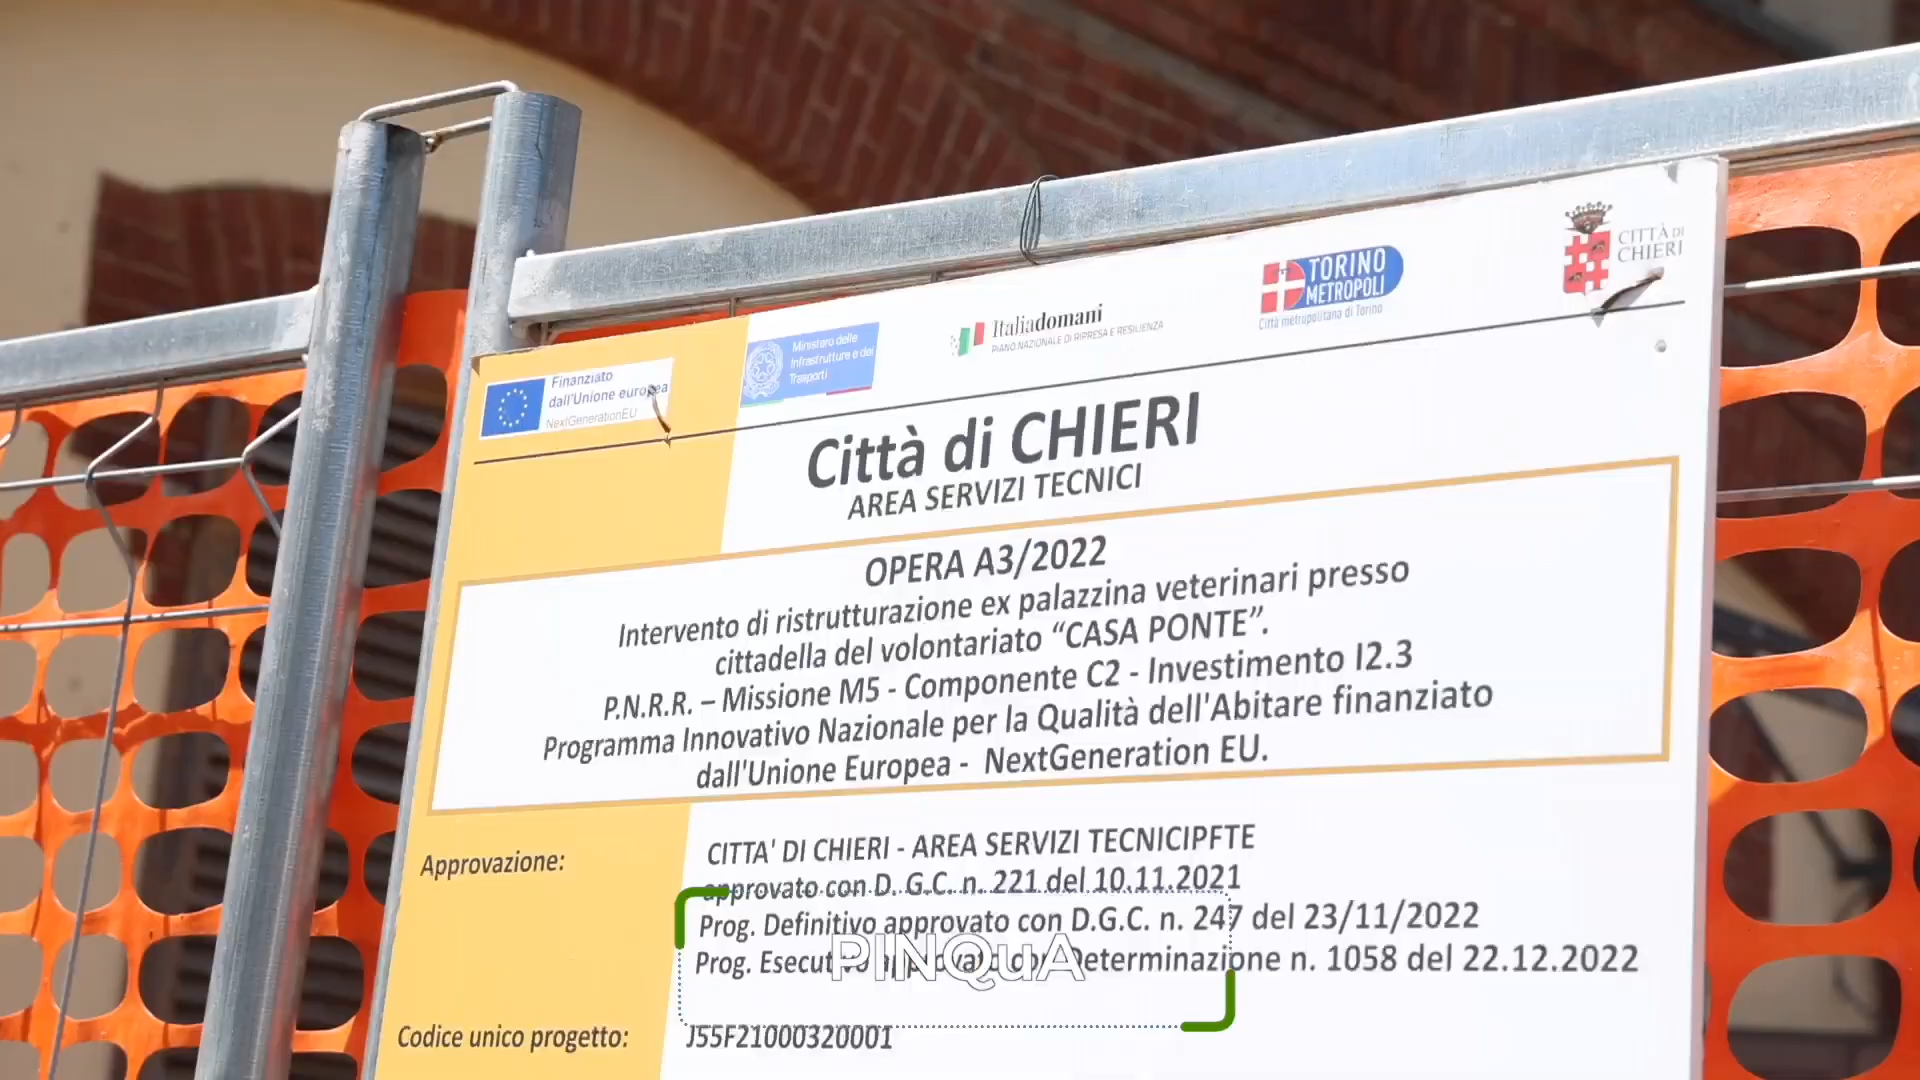 Finanziato
dall'Unione europea
NextGenerationEU
Ministero delle
Infrastrutture e dei
Trasporti
Italiadomani
PIANO NAZIONALE DI RIPRESA E RESILIENZA
TORINO
METROPOLI
Città metropolitana di Torino
CITTÀ DI
CHIERI
Città di CHIERI
AREA SERVIZI TECNICI
OPERA A3/2022
Intervento di ristrutturazione ex palazzina veterinari presso
cittadella del volontariato “CASA PONTE”.
P.N.R.R. – Missione M5 - Componente C2 - Investimento I2.3
Programma Innovativo Nazionale per la Qualità dell'Abitare finanziato
dall'Unione Europea - NextGeneration EU.
Approvazione:
CITTA' DI CHIERI - AREA SERVIZI TECNICIPFTE
approvato con D. G.C. n. 221 del 10.11.2021
Prog. Definitivo approvato con D.G.C. n. 247 del 23/11/2022
Prog. Esecutivo approvato con Determinazione n. 1058 del 22.12.2022
PINQuA
Codice unico progetto:
J55F21000320001